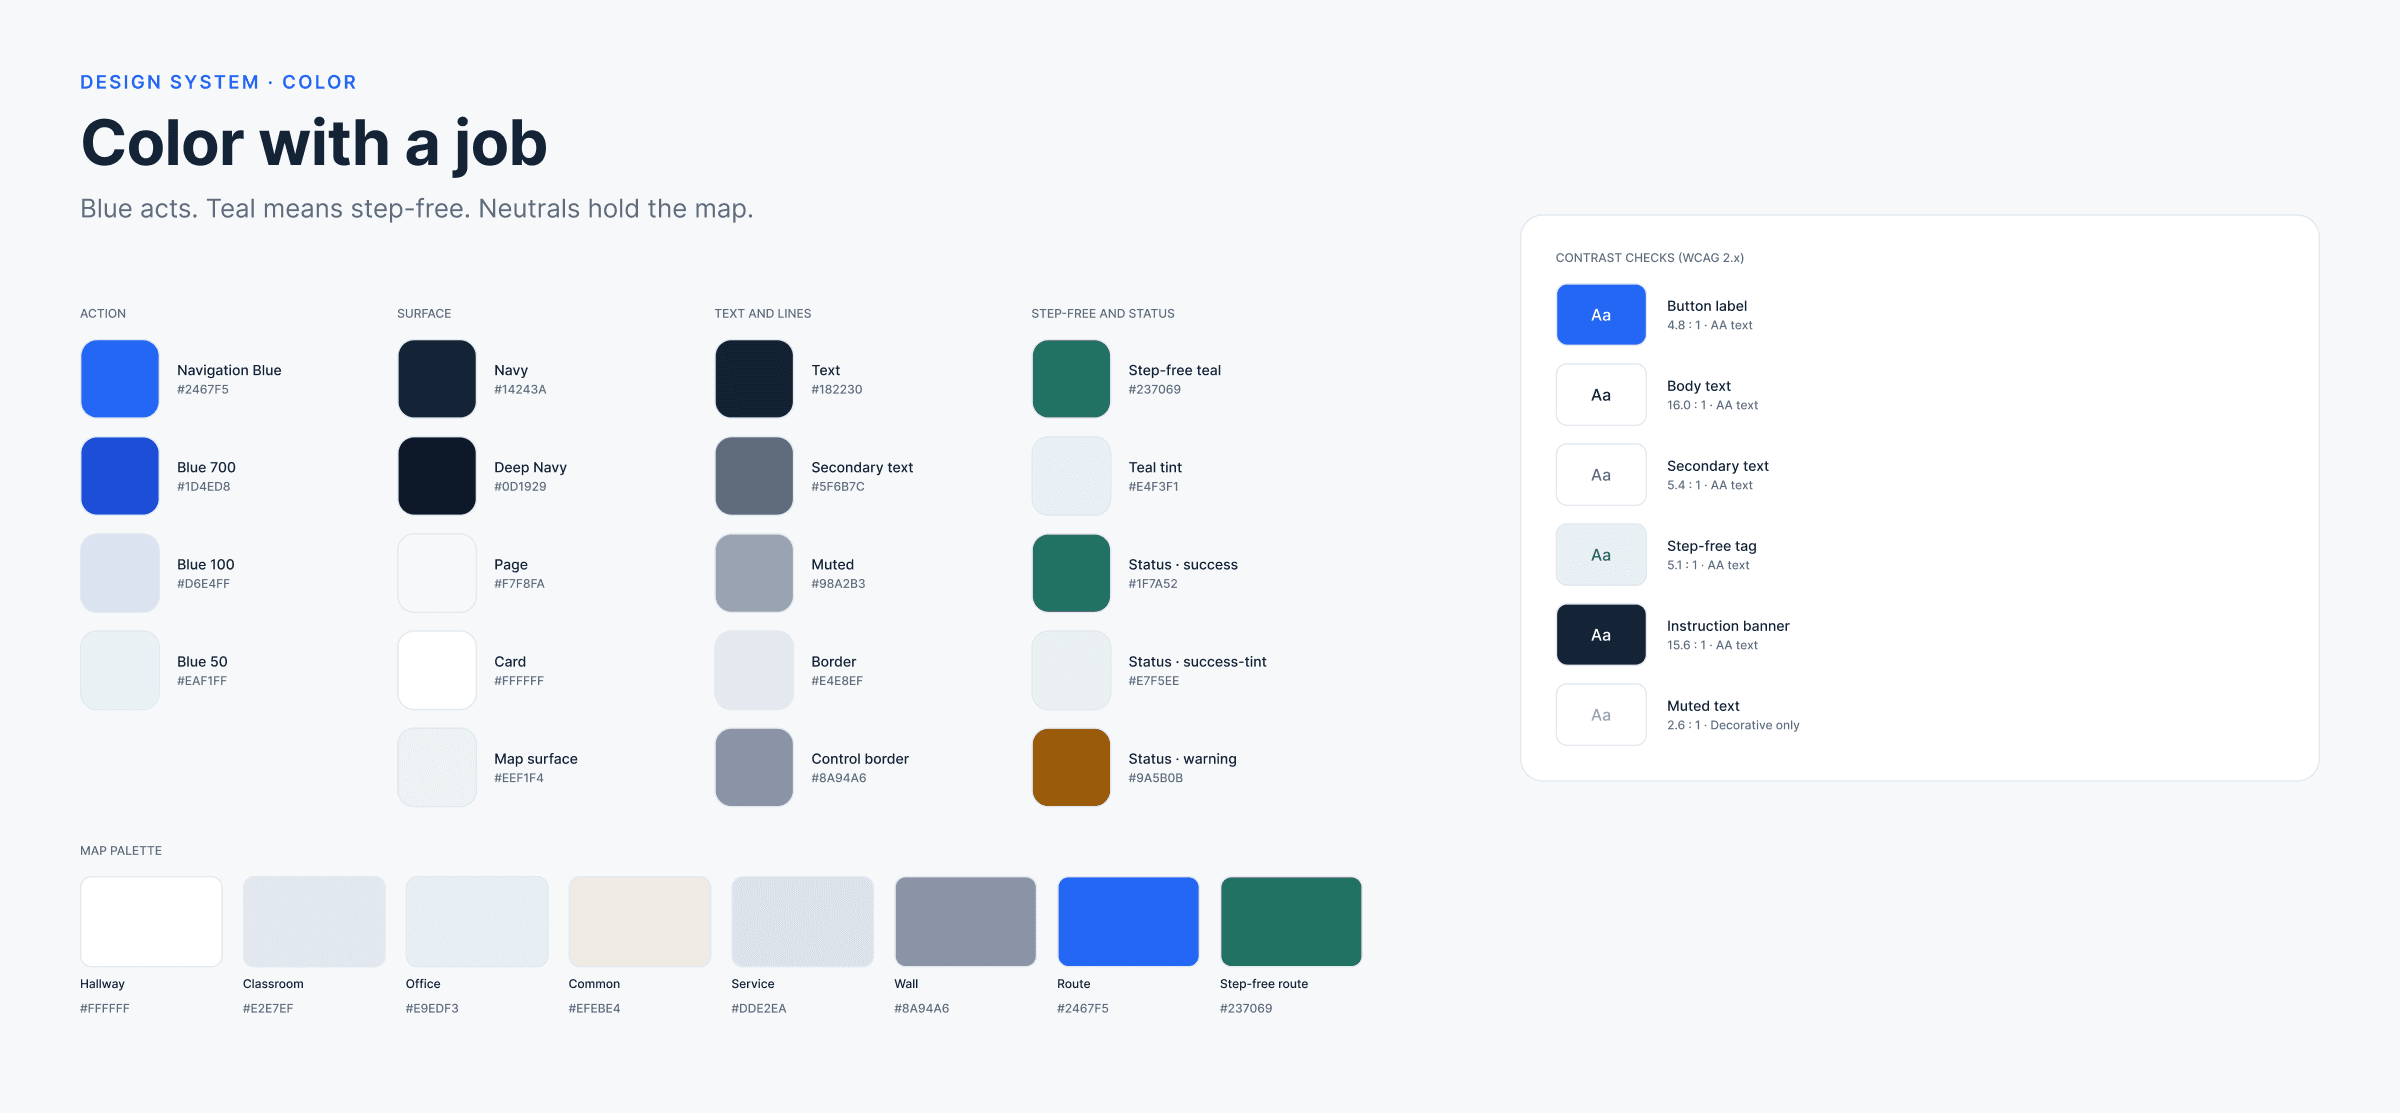 DESIGN SYSTEM · COLOR
Color with a job
Blue acts. Teal means step-free. Neutrals hold the map.
ACTION
Navigation Blue
#2467F5
Blue 700
#1D4ED8
Blue 100
#D6E4FF
Blue 50
#EAF1FF
SURFACE
Navy
#14243A
Deep Navy
#0D1929
Page
#F7F8FA
Card
#FFFFFF
Map surface
#EEF1F4
TEXT AND LINES
Text
#182230
Secondary text
#5F6B7C
Muted
#98A2B3
Border
#E4E8EF
Control border
#8A94A6
STEP-FREE AND STATUS
Step-free teal
#237069
Teal tint
#E4F3F1
Status · success
#1F7A52
Status · success-tint
#E7F5EE
Status · warning
#9A5B0B
CONTRAST CHECKS (WCAG 2.x)
Aa
Button label
4.8 : 1 · AA text
Aa
Body text
16.0 : 1 · AA text
Aa
Secondary text
5.4 : 1 · AA text
Aa
Step-free tag
5.1 : 1 · AA text
Aa
Instruction banner
15.6 : 1 · AA text
Aa
Muted text
2.6 : 1 · Decorative only
MAP PALETTE
Hallway
#FFFFFF
Classroom
#E2E7EF
Office
#E9EDF3
Common
#EFEBE4
Service
#DDE2EA
Wall
#8A94A6
Route
#2467F5
Step-free route
#237069